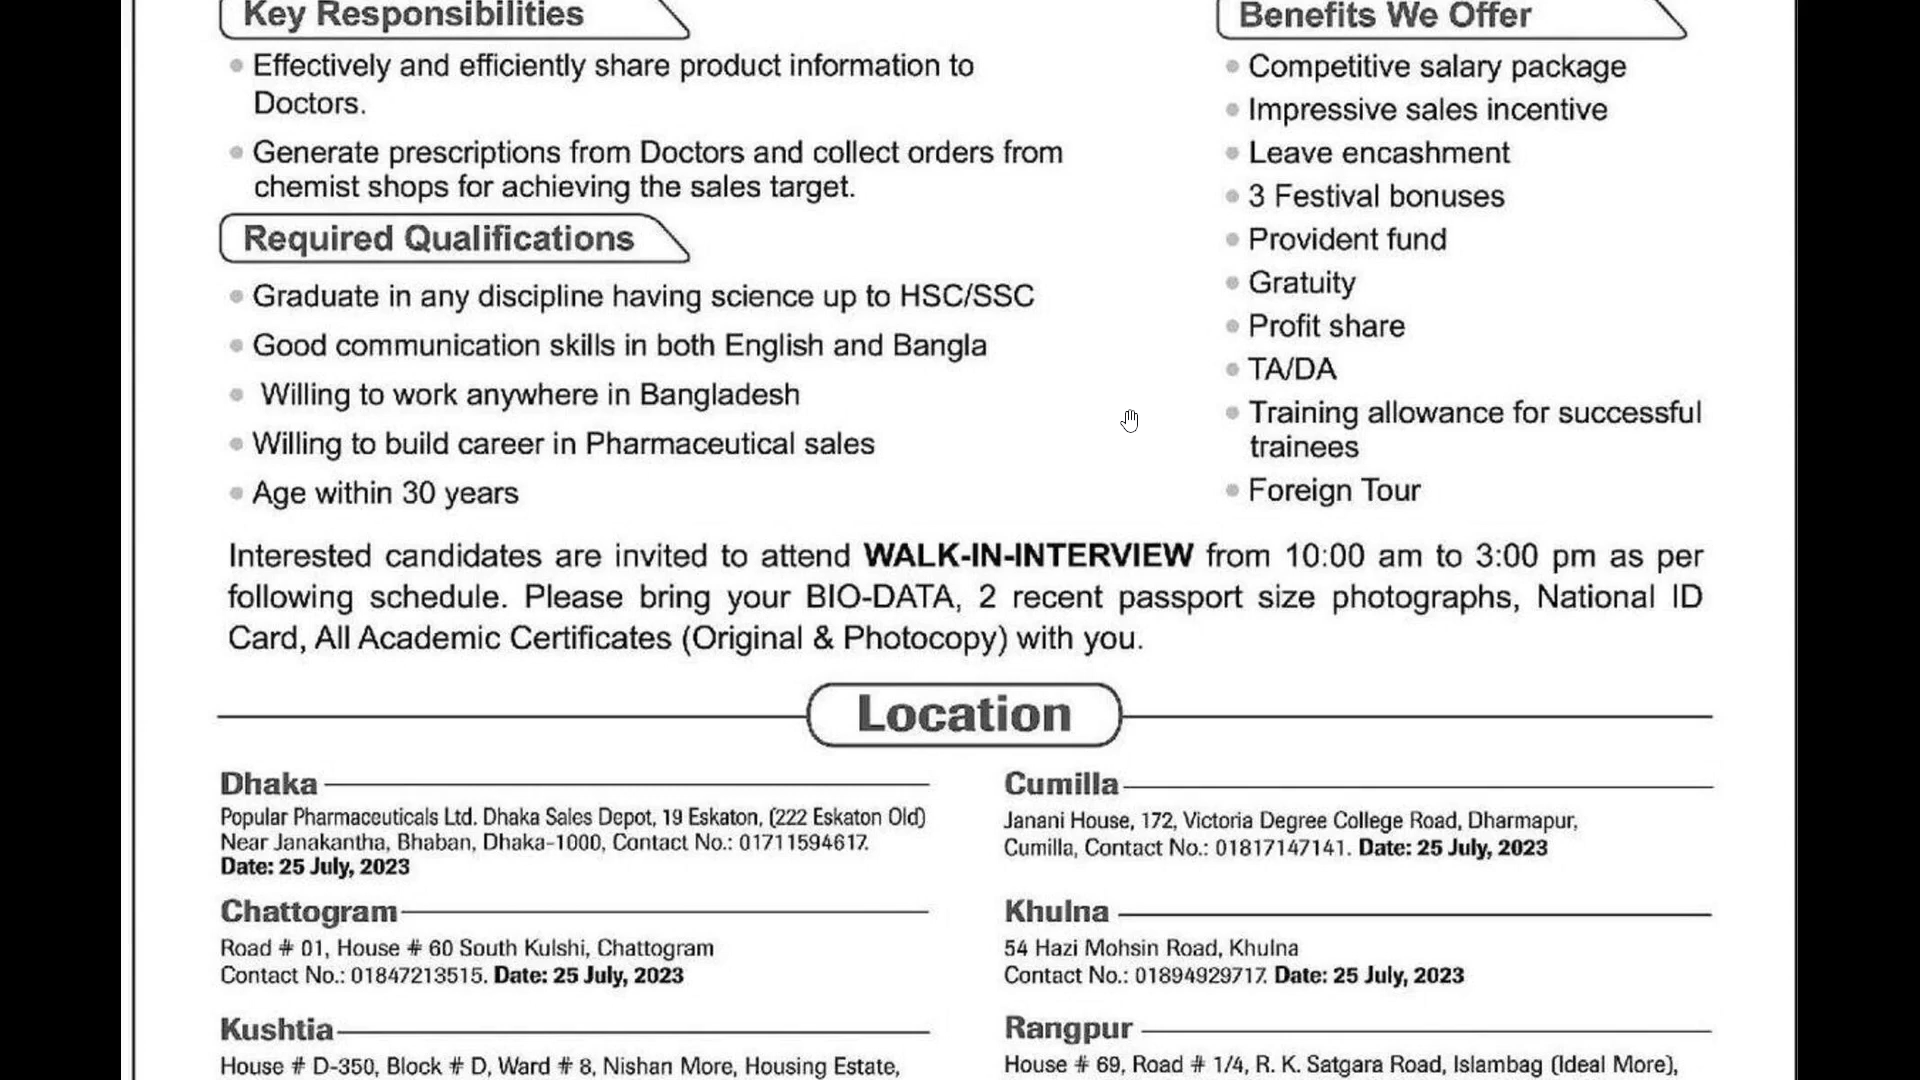 Key Responsibilities
Effectively and efficiently share product information to
Doctors.
Generate prescriptions from Doctors and collect orders from
chemist shops for achieving the sales target.
Required Qualifications
Graduate in any discipline having science up to HSC/SSC
Good communication skills in both English and Bangla
Willing to work anywhere in Bangladesh
Willing to build career in Pharmaceutical sales
Age within 30 years
Benefits We Offer
Competitive salary package
Impressive sales incentive
Leave encashment
3 Festival bonuses
Provident fund
Gratuity
Profit share
TA/DA
Training allowance for successful
trainees
Foreign Tour
Interested candidates are invited to attend WALK-IN-INTERVIEW from 10:00 am to 3:00 pm as per
following schedule. Please bring your BIO-DATA, 2 recent passport size photographs, National ID
Card, All Academic Certificates (Original & Photocopy) with you.
Location
Dhaka
Popular Pharmaceuticals Ltd. Dhaka Sales Depot, 19 Eskaton, (222 Eskaton Old)
Near Janakantha, Bhaban, Dhaka-1000, Contact No.: 01711594617.
Date: 25 July, 2023
Cumilla
Janani House, 172, Victoria Degree College Road, Dharmapur,
Cumilla, Contact No.: 01817147141. Date: 25 July, 2023
Chattogram
Road # 01, House # 60 South Kulshi, Chattogram
Contact No.: 01847213515. Date: 25 July, 2023
Khulna
54 Hazi Mohsin Road, Khulna
Contact No.: 01894929717. Date: 25 July, 2023
Kushtia
House # D-350, Block # D, Ward # 8, Nishan More, Housing Estate,
Rangpur
House # 69, Road # 1/4, R. K. Satgara Road, Islambag (Ideal More),